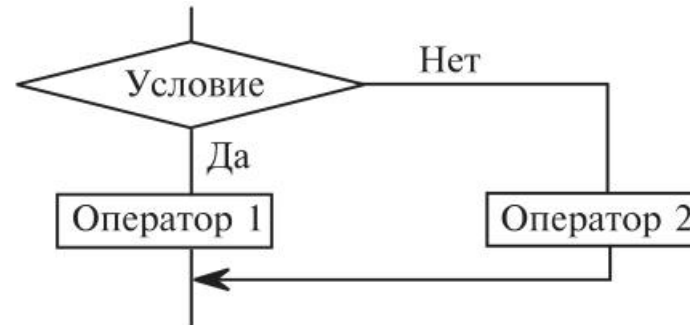 Нет
Условие
Да
Оператор 1
Оператор 2